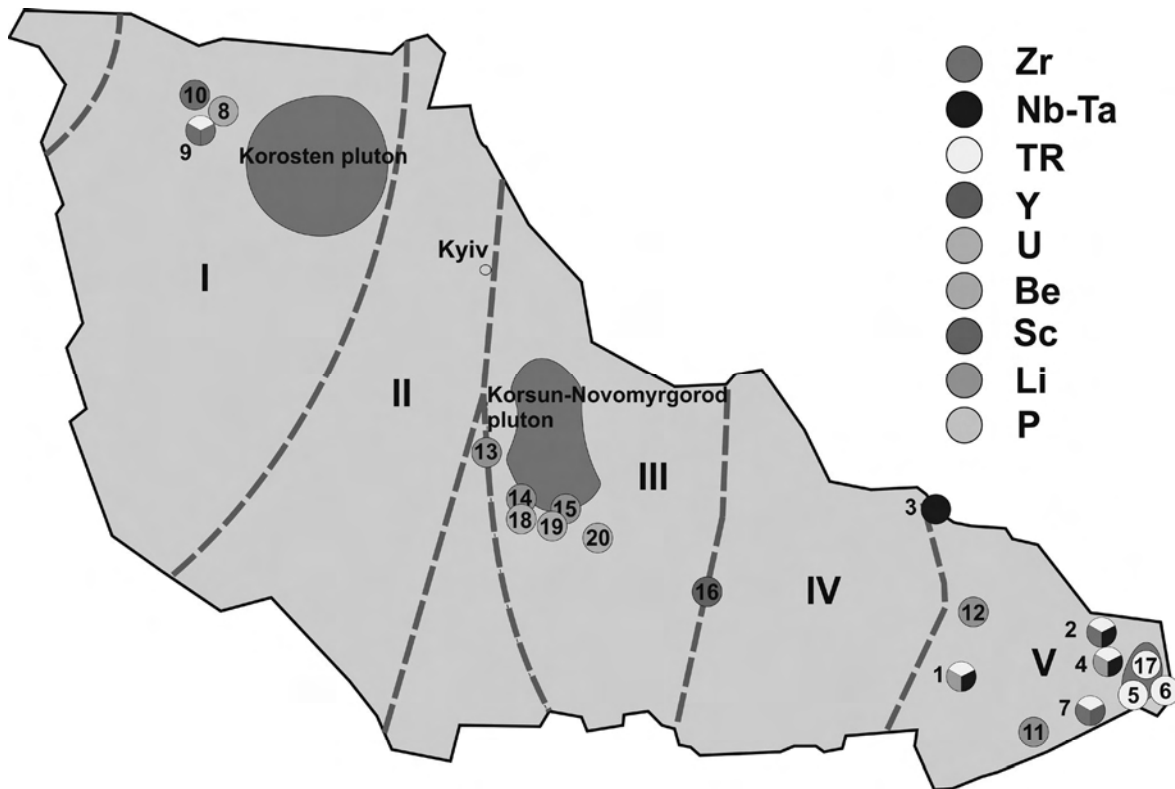 Zr
Nb-Ta
TR
Y
U
Be
Sc
Li
P
10
8
9
Korosten pluton
I
Kyiv
II
Korsun-Novomyrgorod
pluton
13
III
14
15
18
19
20
3
16
IV
12
2
V
4
17
1
5
6
7
11